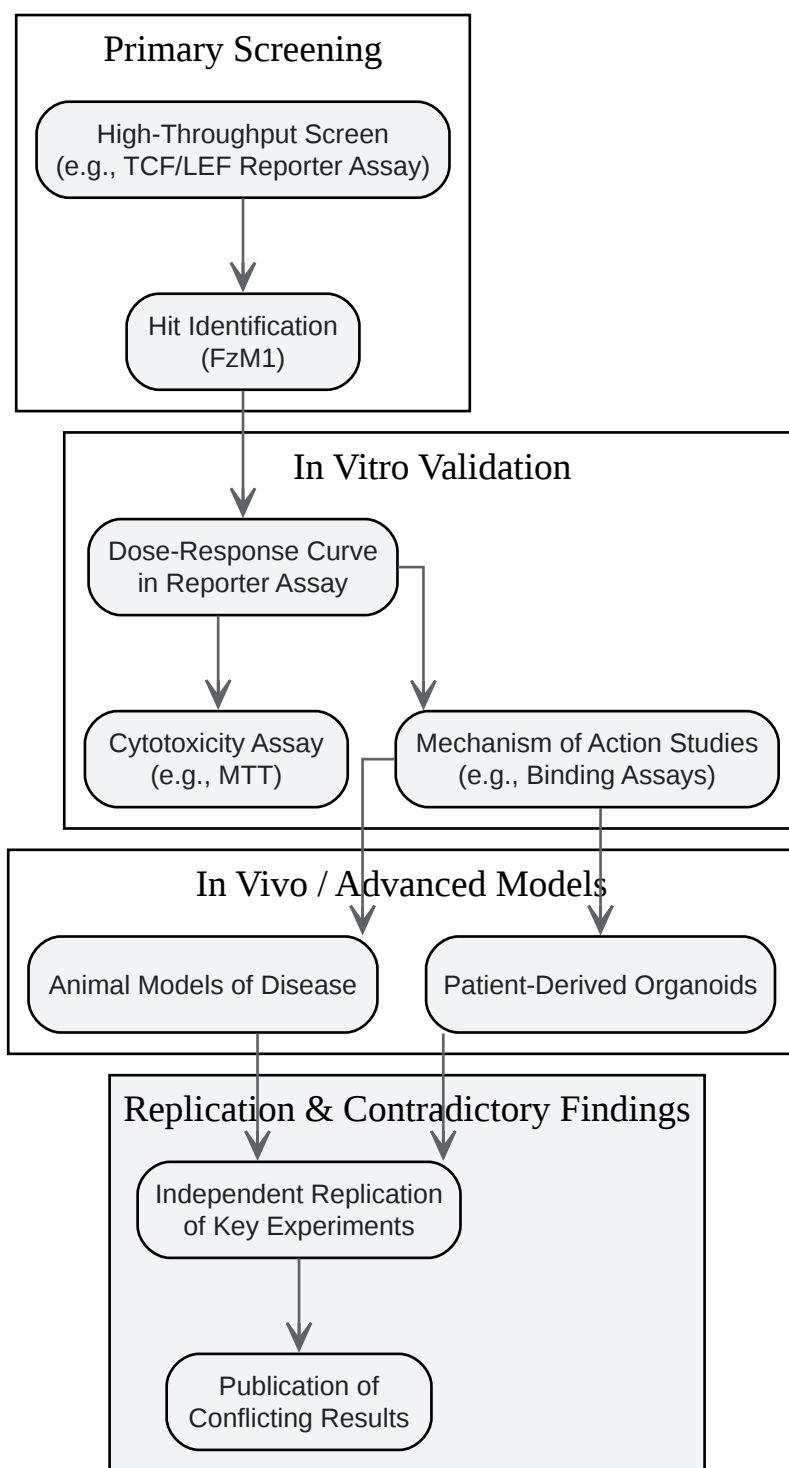 Primary Screening
High-Throughput Screen
(e.g., TCF/LEF Reporter Assay)
Hit Identification
(FzM1)
In Vitro Validation
Dose-Response Curve
in Reporter Assay
Cytotoxicity Assay
(e.g., MTT)
Mechanism of Action Studies
(e.g., Binding Assays)
In Vivo / Advanced Models
Animal Models of Disease
Patient-Derived Organoids
Replication & Contradictory Findings
Independent Replication
of Key Experiments
Publication of
Conflicting Results